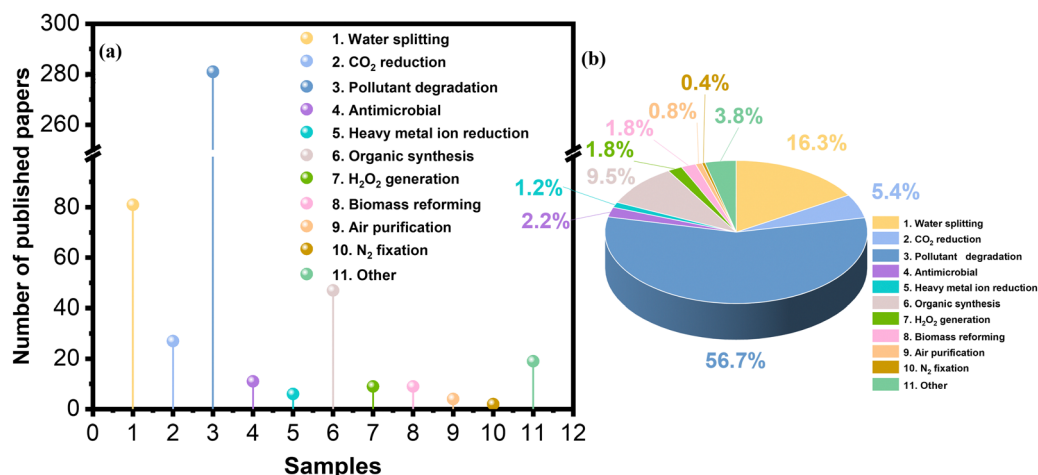 (a)
Number of published papers
300
280
260
80
60
40
20
0
0 1 2 3 4 5 6 7 8 9 10 11 12
Samples
1. Water splitting
2. CO₂ reduction
3. Pollutant degradation
4. Antimicrobial
5. Heavy metal ion reduction
6. Organic synthesis
7. H₂O₂ generation
8. Biomass reforming
9. Air purification
10. N₂ fixation
11. Other
(b)
0.4%
0.8%
3.8%
1.8%
1.8%
16.3%
9.5%
1.2%
5.4%
2.2%
56.7%
1. Water splitting
2. CO₂ reduction
3. Pollutant degradation
4. Antimicrobial
5. Heavy metal ion reduction
6. Organic synthesis
7. H₂O₂ generation
8. Biomass reforming
9. Air purification
10. N₂ fixation
11. Other